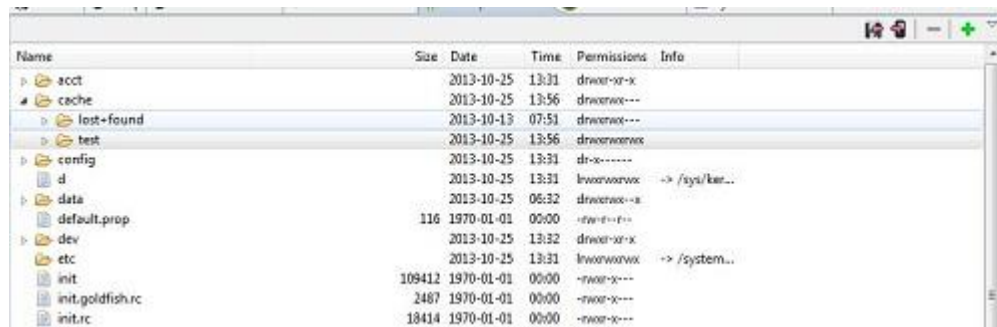 Name Size Date Time Permissions Info
acct 2013-10-25 13:31 drwxr-xr-x
cache 2013-10-25 13:56 drwxrwx---
lost+found 2013-10-13 07:51 drwxrwx---
test 2013-10-25 13:56 drwxrwxrwx
config 2013-10-25 13:31 dr-x------
d 2013-10-25 13:31 lrwxrwxrwx -> /sys/ker...
data 2013-10-25 06:32 drwxrwx--x
default.prop 116 1970-01-01 00:00 -rw-r--r--
dev 2013-10-25 13:32 drwxr-xr-x
etc 2013-10-25 13:31 lrwxrwxrwx -> /system...
init 109412 1970-01-01 00:00 -rwxr-x---
init.goldfish.rc 2487 1970-01-01 00:00 -rwxr-x---
init.rc 18414 1970-01-01 00:00 -rwxr-x---